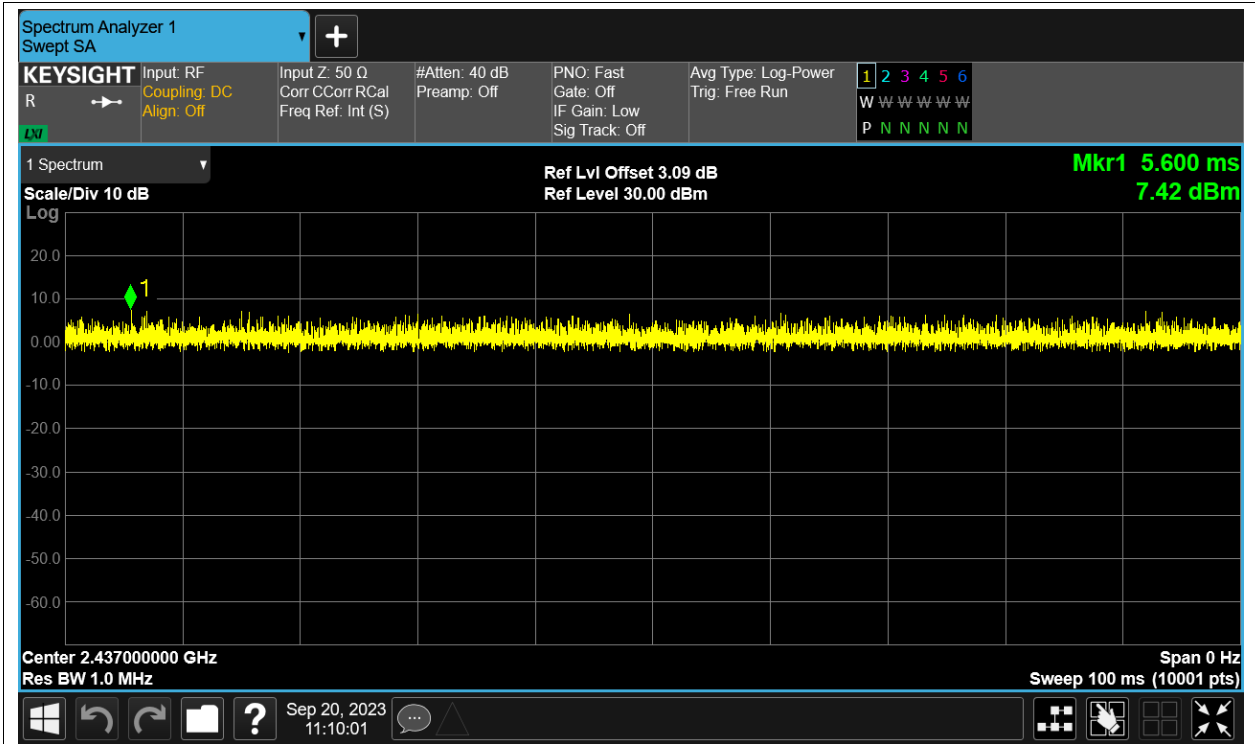 Spectrum Analyzer 1
Swept SA
KEYSIGHT
R
LXI
Input: RF
Coupling: DC
Align: Off
Input Z: 50 Ω
Corr CCorr RCal
Freq Ref: Int (S)
#Atten: 40 dB
Preamp: Off
PNO: Fast
Gate: Off
IF Gain: Low
Sig Track: Off
Avg Type: Log-Power
Trig: Free Run
1 2 3 4 5 6
W W W W W W
P N N N N N
1 Spectrum
Scale/Div 10 dB
Log
Ref Lvl Offset 3.09 dB
Ref Level 30.00 dBm
Mkr1 5.600 ms
7.42 dBm
20.0
1
10.0
0.00
-10.0
-20.0
-30.0
-40.0
-50.0
-60.0
Center 2.437000000 GHz
Res BW 1.0 MHz
Span 0 Hz
Sweep 100 ms (10001 pts)
?
Sep 20, 2023
11:10:01